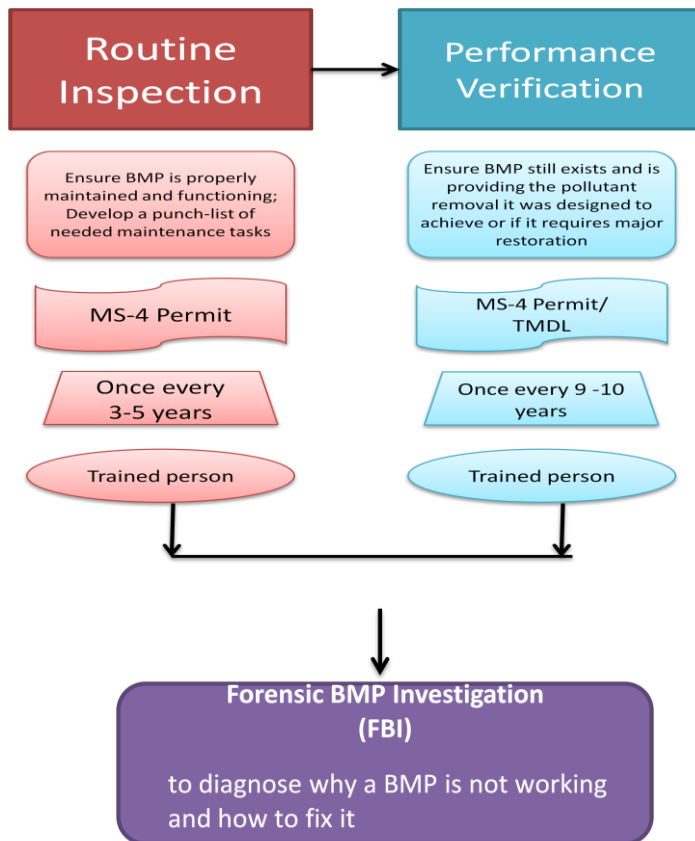 Routine
Inspection
Performance
Verification
Ensure BMP is properly
maintained and functioning;
Develop a punch-list of
needed maintenance tasks
Ensure BMP still exists and is
providing the pollutant
removal it was designed to
achieve or if it requires major
restoration
MS-4 Permit
MS-4 Permit/
TMDL
Once every
3-5 years
Once every 9 -10
years
Trained person
Trained person
Forensic BMP Investigation
(FBI)
to diagnose why a BMP is not working
and how to fix it